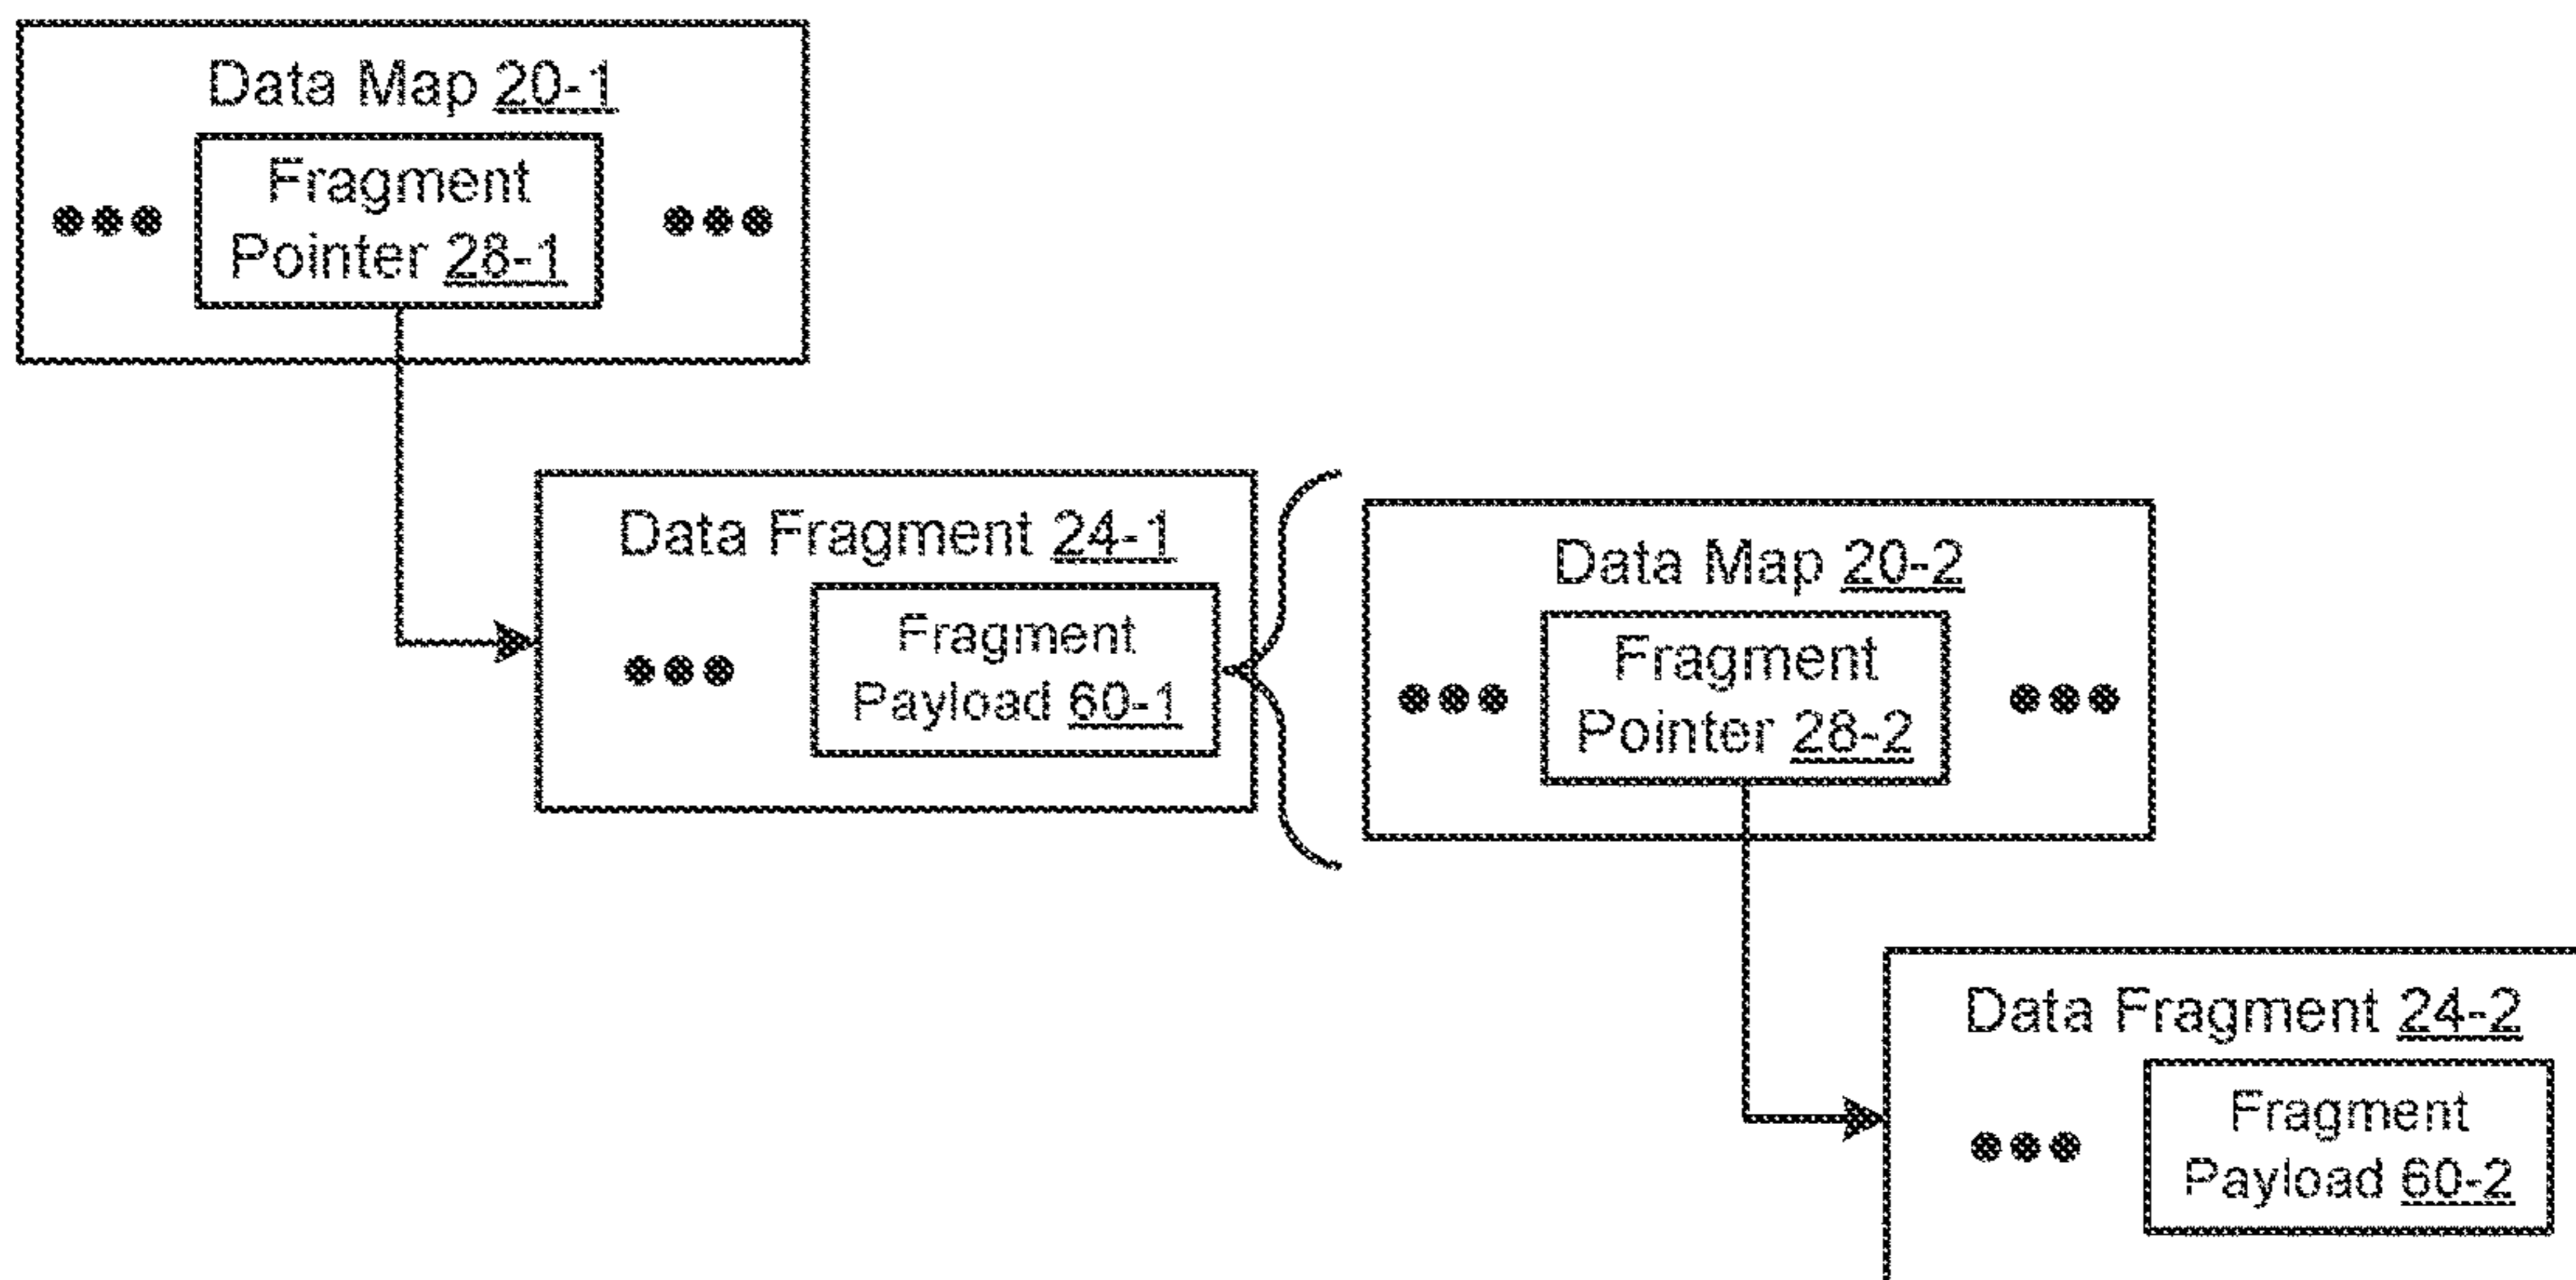 Data Map 20-1
Fragment
Pointer 28-1
Data Fragment 24-1
Fragment
Payload 60-1
Data Map 20-2
Fragment
Pointer 28-2
Data Fragment 24-2
Fragment
Payload 60-2